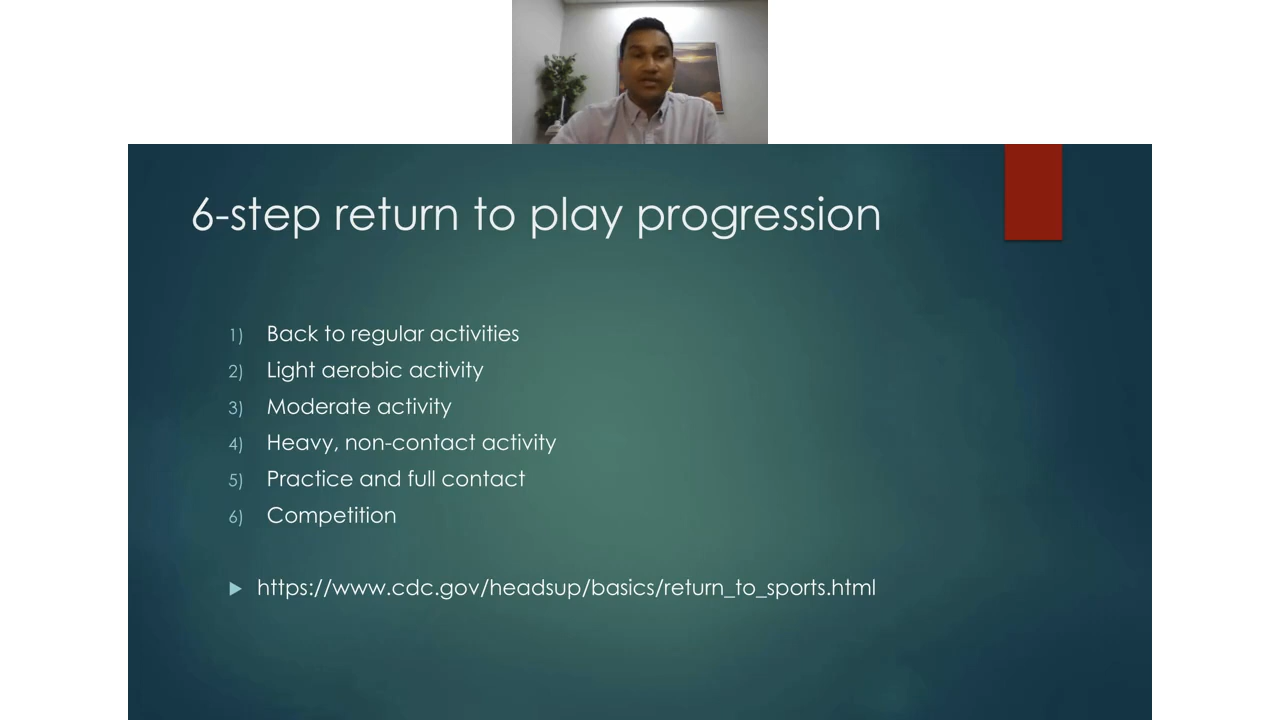 6-step return to play progression
1) Back to regular activities
2) Light aerobic activity
3) Moderate activity
4) Heavy, non-contact activity
5) Practice and full contact
6) Competition
https://www.cdc.gov/headsup/basics/return_to_sports.html